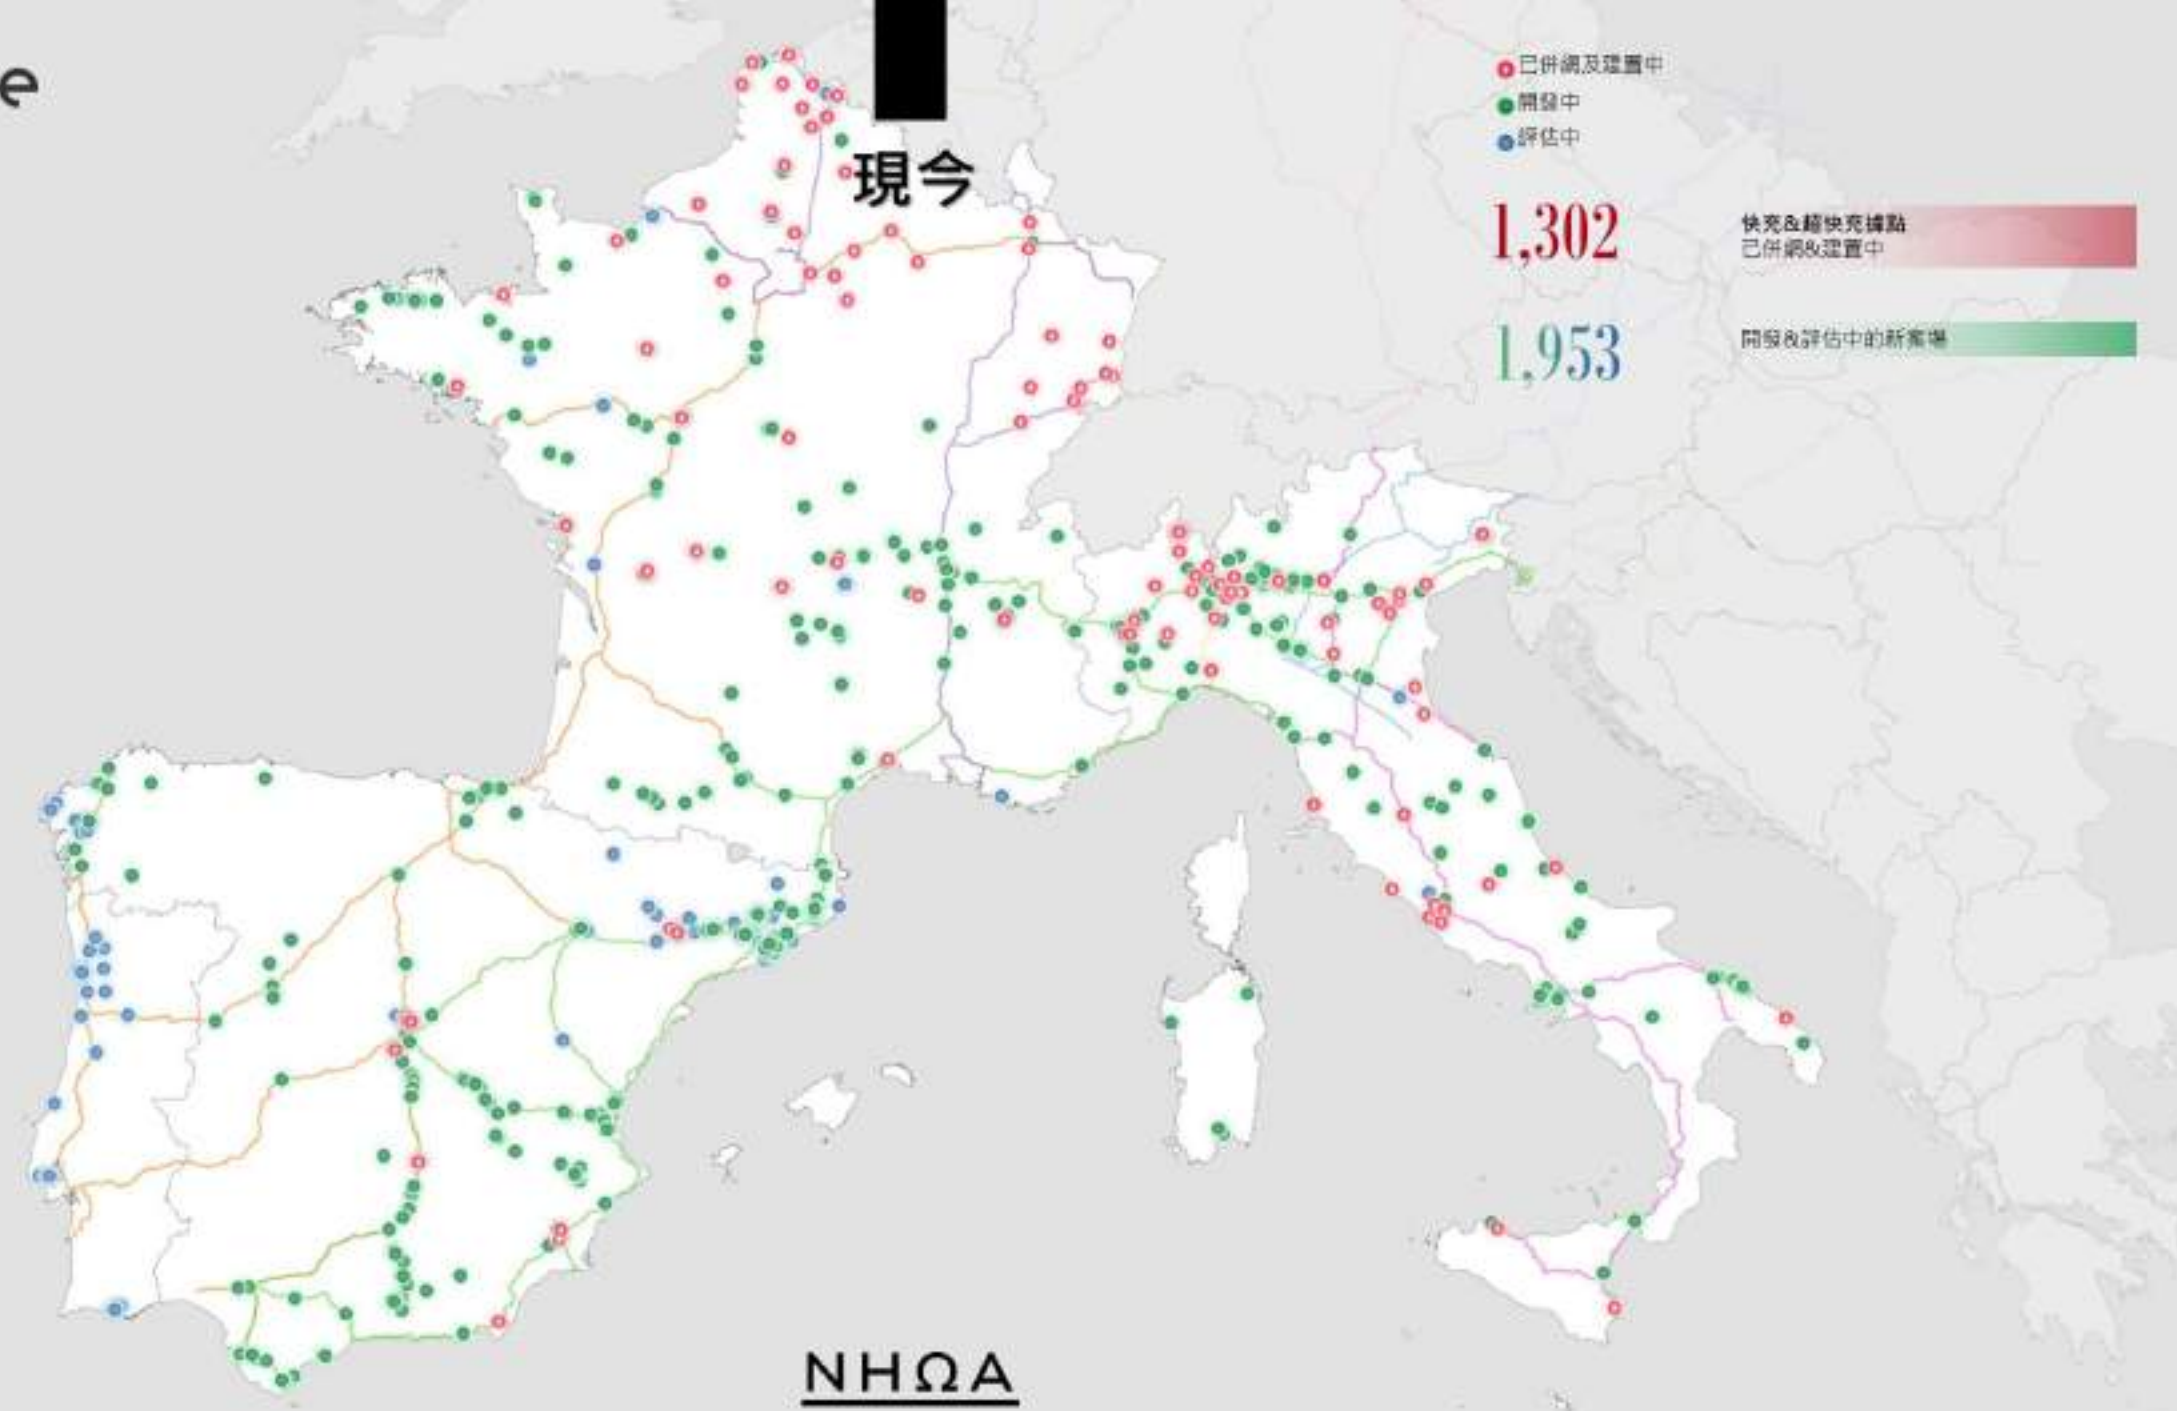 e
現今
已併網及建置中
開發中
評估中
1,302
快充&超快充據點
已併網&建置中
1,953
開發&評估中的新案場
NHΩA